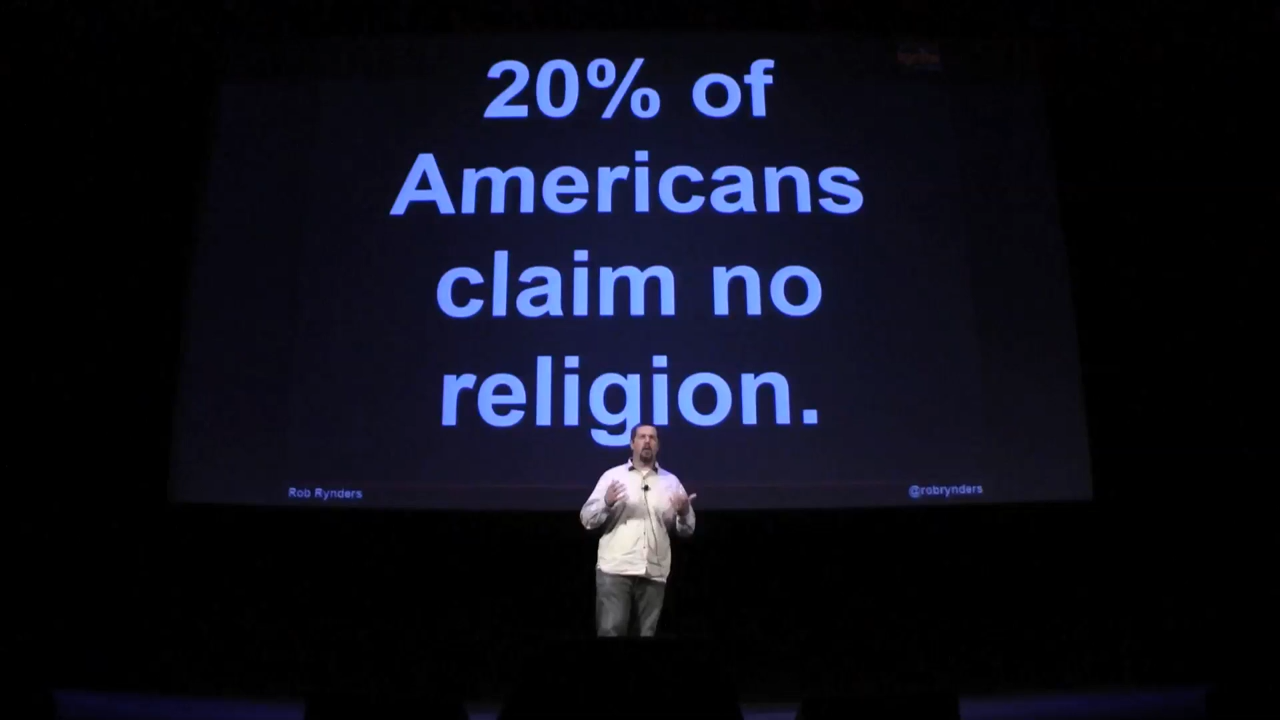 20% of
Americans
claim no
religion.
Rob Rynders
@robrynders